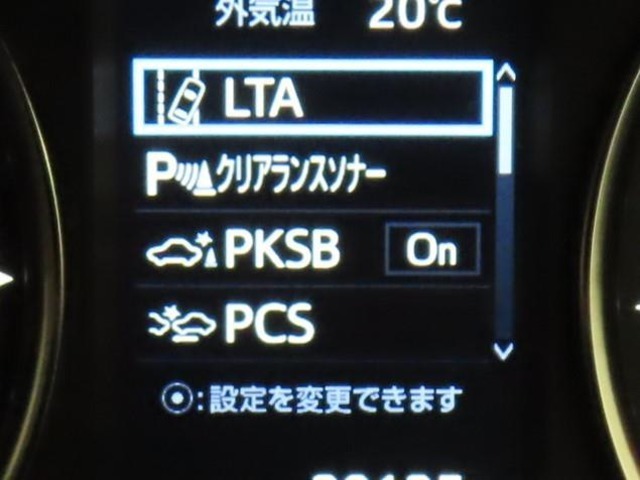 外気温 20℃
LTA
Pクリアランスソナー
PKSB On
PCS
⦿:設定を変更できます